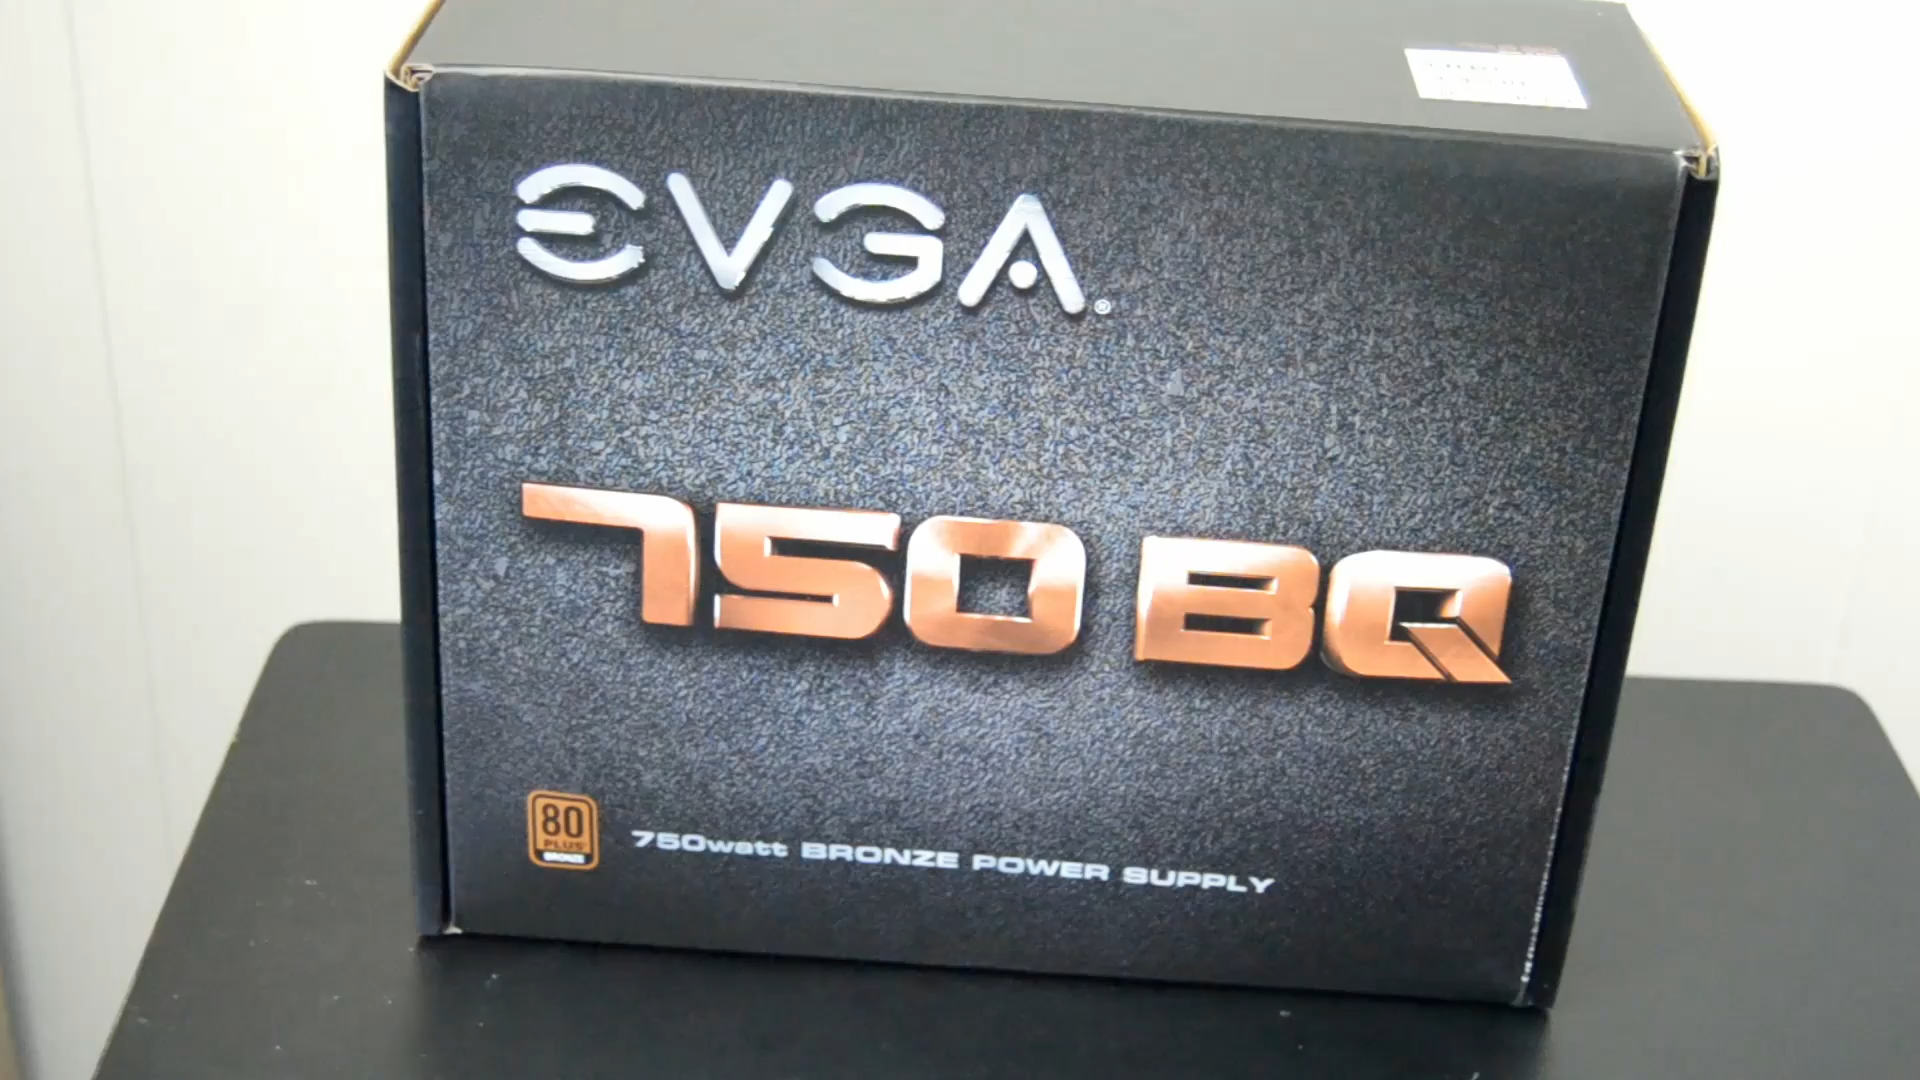 EVGA®
750 BQ
80
PLUS
BRONZE
750watt BRONZE POWER SUPPLY